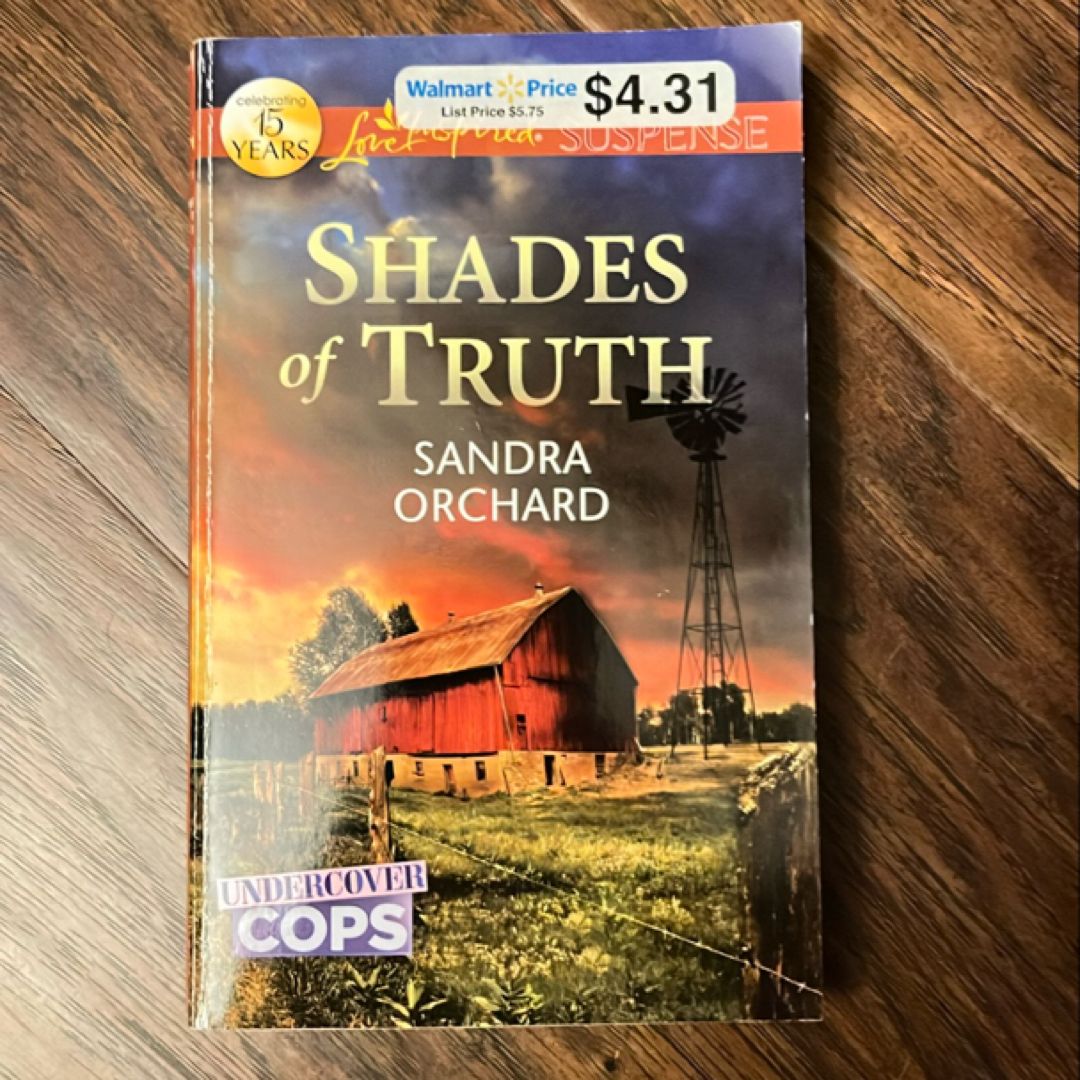 Walmart Price $4.31
List Price $5.75
celebrating
15
YEARS
Love Inspired® SUSPENSE
SHADES
of TRUTH
SANDRA
ORCHARD
UNDERCOVER
COPS